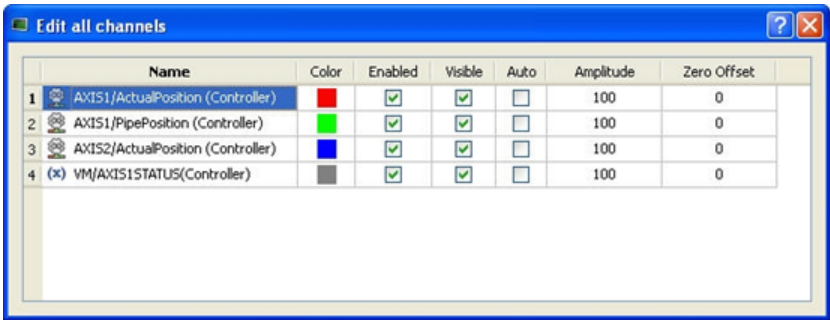 Edit all channels
Name Color Enabled Visible Auto Amplitude Zero Offset
1 AXIS1/ActualPosition (Controller) 100 0
2 AXIS1/PipePosition (Controller) 100 0
3 AXIS2/ActualPosition (Controller) 100 0
4 (x) VM/AXIS1STATUS(Controller) 100 0